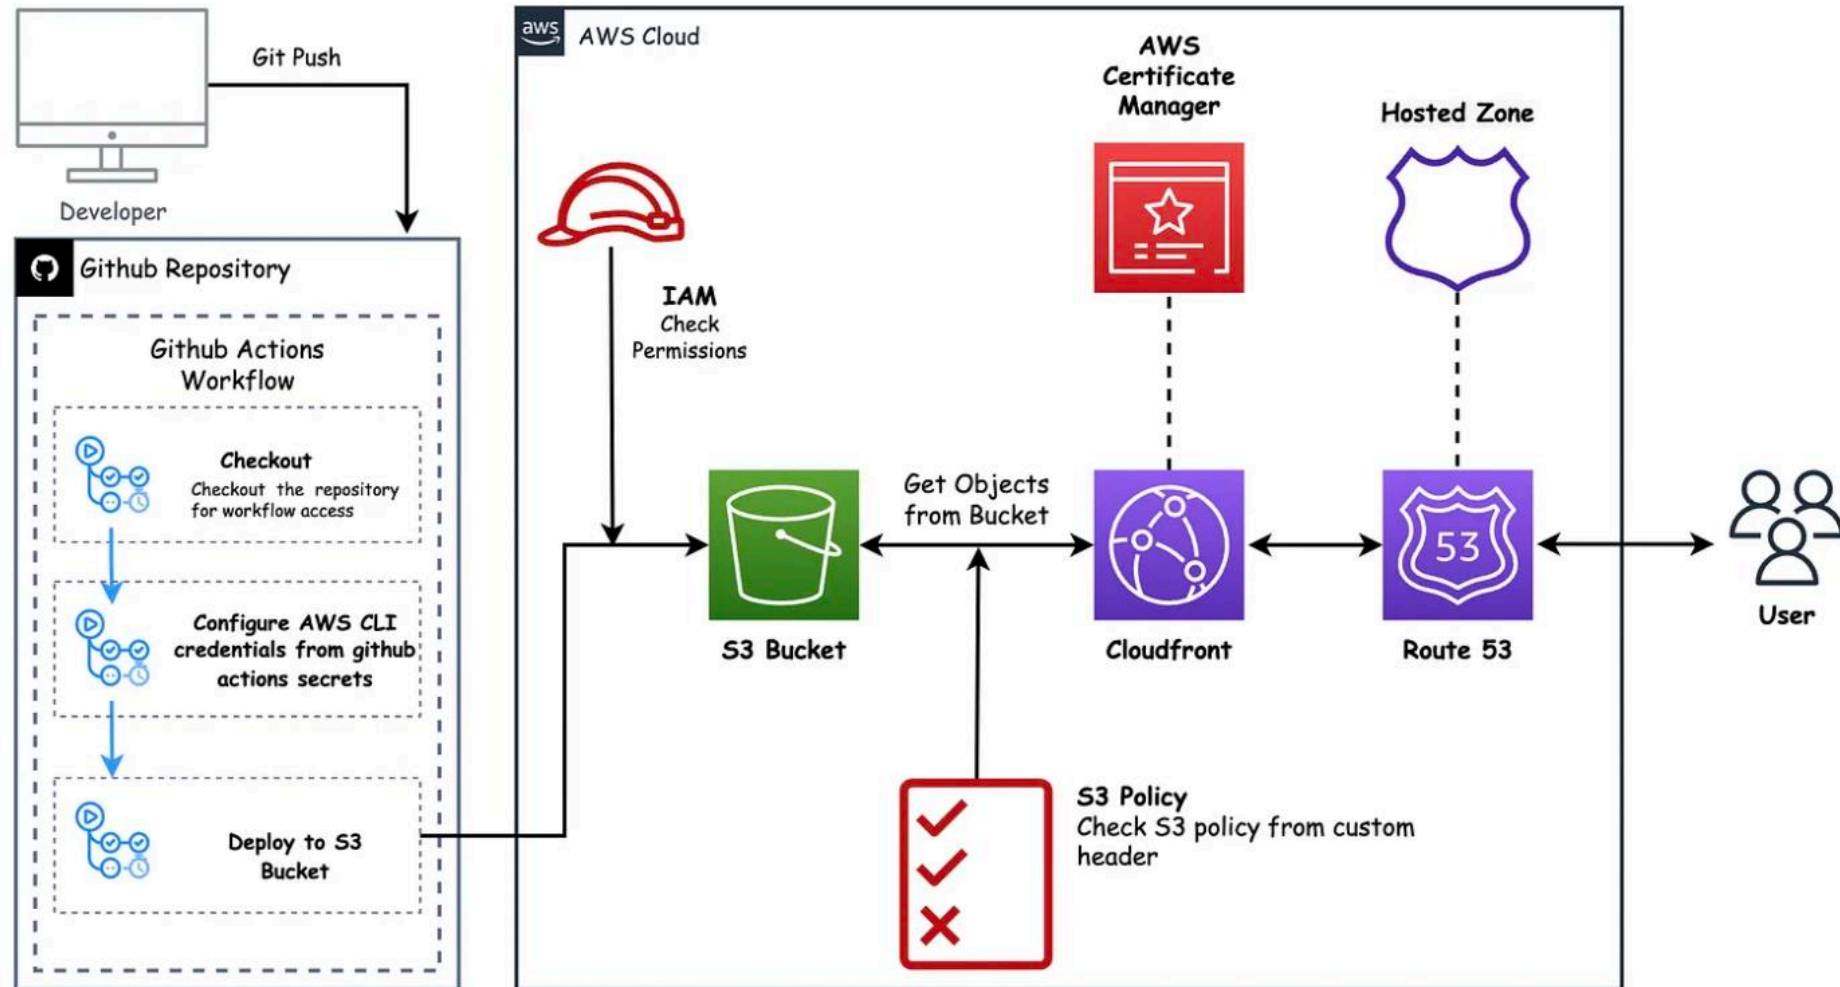 Git Push
Developer
Github Repository
Github Actions
Workflow
Checkout
Checkout the repository
for workflow access
Configure AWS CLI
credentials from github
actions secrets
Deploy to S3
Bucket
aws
AWS Cloud
IAM
Check
Permissions
AWS
Certificate
Manager
Hosted Zone
S3 Bucket
Get Objects
from Bucket
Cloudfront
53
Route 53
User
S3 Policy
Check S3 policy from custom
header